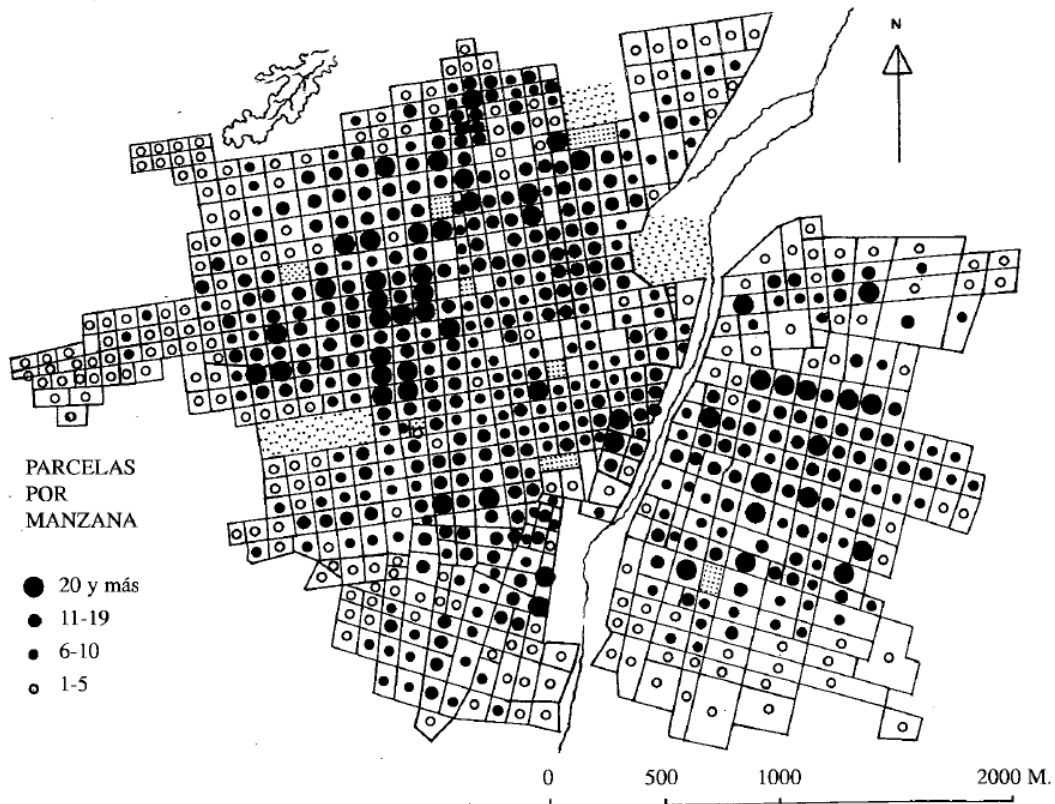 N
PARCELAS
POR
MANZANA
20 y más
11-19
6-10
1-5
0 500 1000 2000 M.